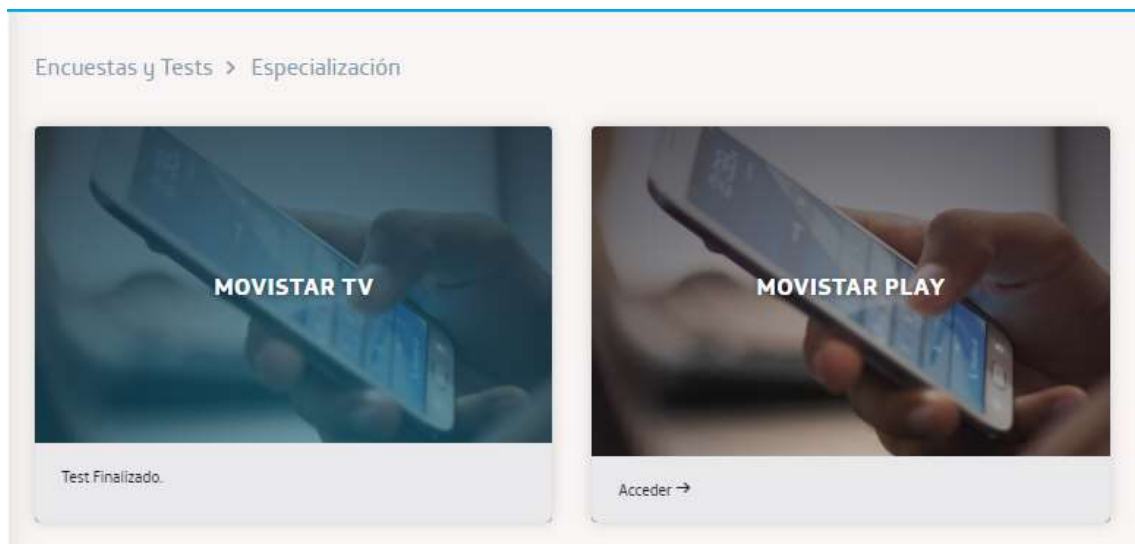 Encuestas y Tests > Especialización
MOVISTAR TV
MOVISTAR PLAY
Test Finalizado.
Acceder →